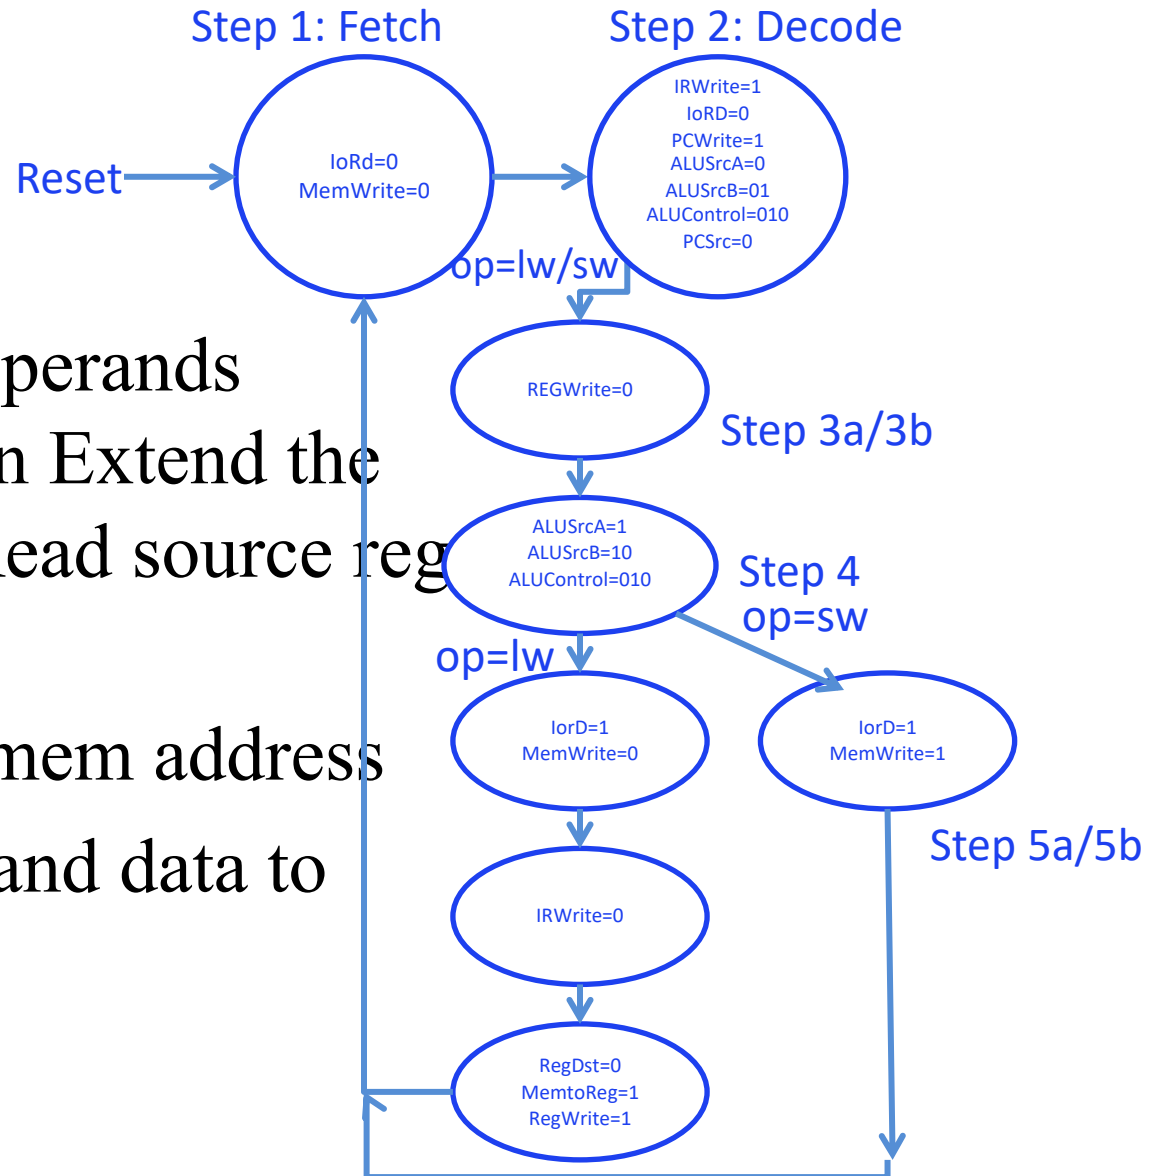 Step 1: Fetch
Step 2: Decode
Reset
IoRd=0
MemWrite=0
IRWrite=1
IoRD=0
PCWrite=1
ALUSrcA=0
ALUSrcB=01
ALUControl=010
PCSrc=0
op=lw/sw
perands
n Extend the
ead source reg
mem address
and data to
REGWrite=0
Step 3a/3b
ALUSrcA=1
ALUSrcB=10
ALUControl=010
Step 4
op=sw
op=lw
IorD=1
MemWrite=0
IorD=1
MemWrite=1
Step 5a/5b
IRWrite=0
RegDst=0
MemtoReg=1
RegWrite=1